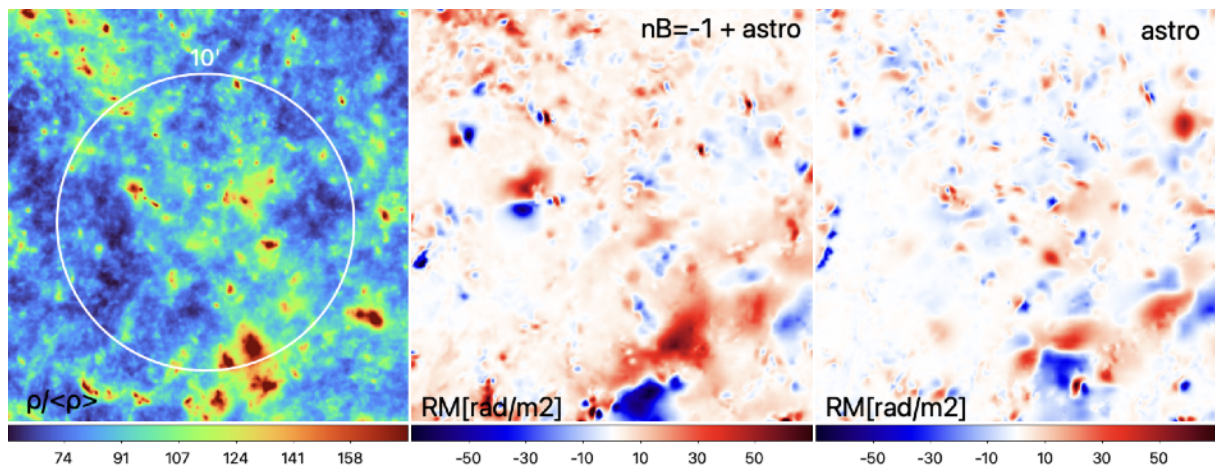 10'
nB=-1 + astro
astro
ρ/<ρ>
RM[rad/m2]
RM[rad/m2]
74 91 107 124 141 158
-50 -30 -10 10 30 50
-50 -30 -10 10 30 50